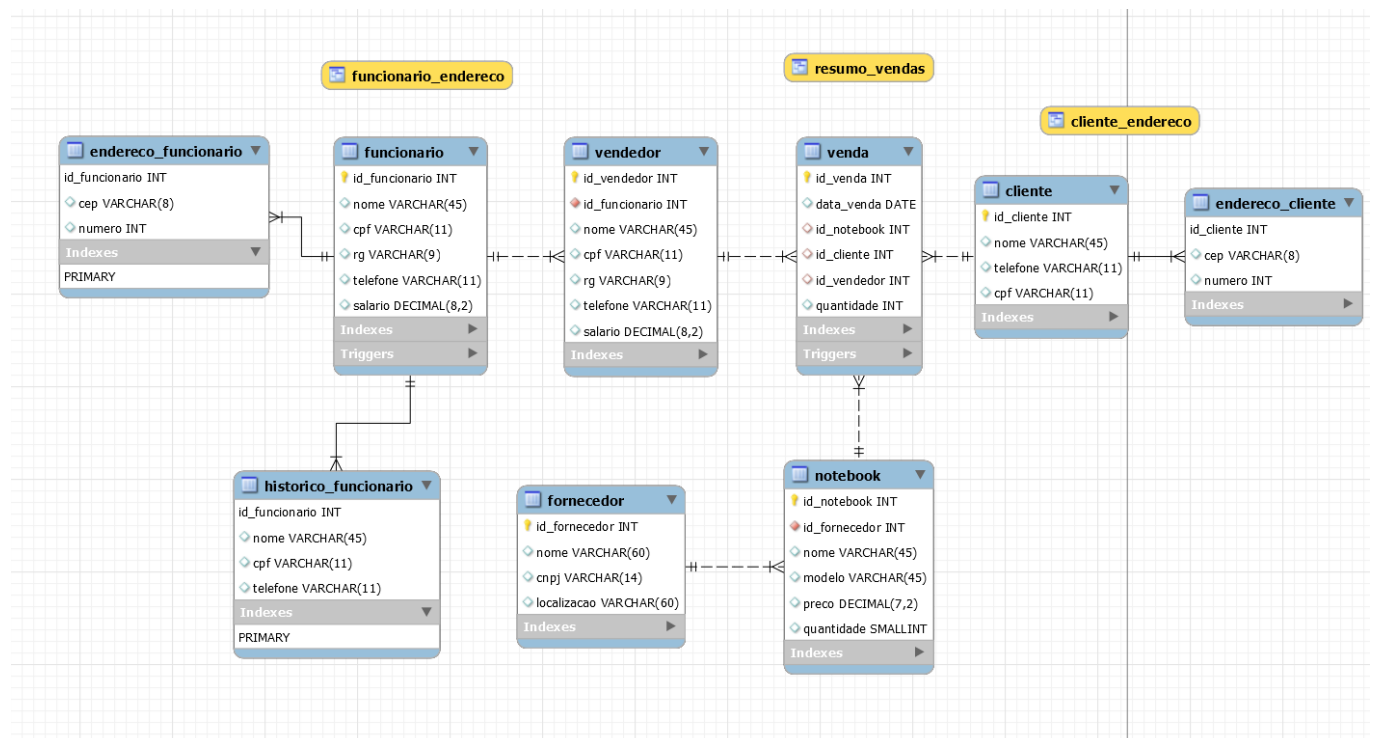 funcionario_endereco
resumo_vendas
cliente_endereco
endereco_funcionario
id_funcionario INT
cep VARCHAR(8)
numero INT
Indexes
PRIMARY
funcionario
id_funcionario INT
nome VARCHAR(45)
cpf VARCHAR(11)
rg VARCHAR(9)
telefone VARCHAR(11)
salario DECIMAL(8,2)
Indexes
Triggers
vendedor
id_vendedor INT
id_funcionario INT
nome VARCHAR(45)
cpf VARCHAR(11)
rg VARCHAR(9)
telefone VARCHAR(11)
salario DECIMAL(8,2)
Indexes
venda
id_venda INT
data_venda DATE
id_notebook INT
id_cliente INT
id_vendedor INT
quantidade INT
Indexes
Triggers
cliente
id_cliente INT
nome VARCHAR(45)
telefone VARCHAR(11)
cpf VARCHAR(11)
Indexes
endereco_cliente
id_cliente INT
cep VARCHAR(8)
numero INT
Indexes
historico_funcionario
id_funcionario INT
nome VARCHAR(45)
cpf VARCHAR(11)
telefone VARCHAR(11)
Indexes
PRIMARY
fornecedor
id_fornecedor INT
nome VARCHAR(60)
cnpj VARCHAR(14)
localizacao VARCHAR(60)
Indexes
notebook
id_notebook INT
id_fornecedor INT
nome VARCHAR(45)
modelo VARCHAR(45)
preco DECIMAL(7,2)
quantidade SMALLINT
Indexes